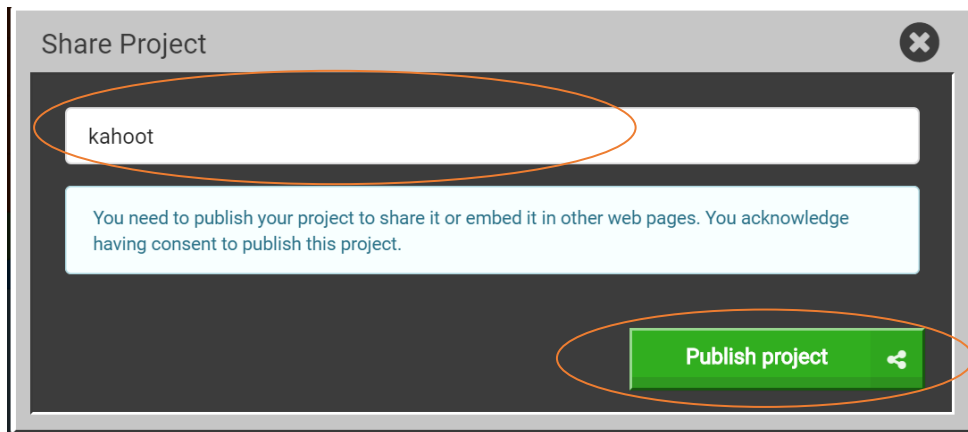 Share Project
kahoot
You need to publish your project to share it or embed it in other web pages. You acknowledge
having consent to publish this project.
Publish project